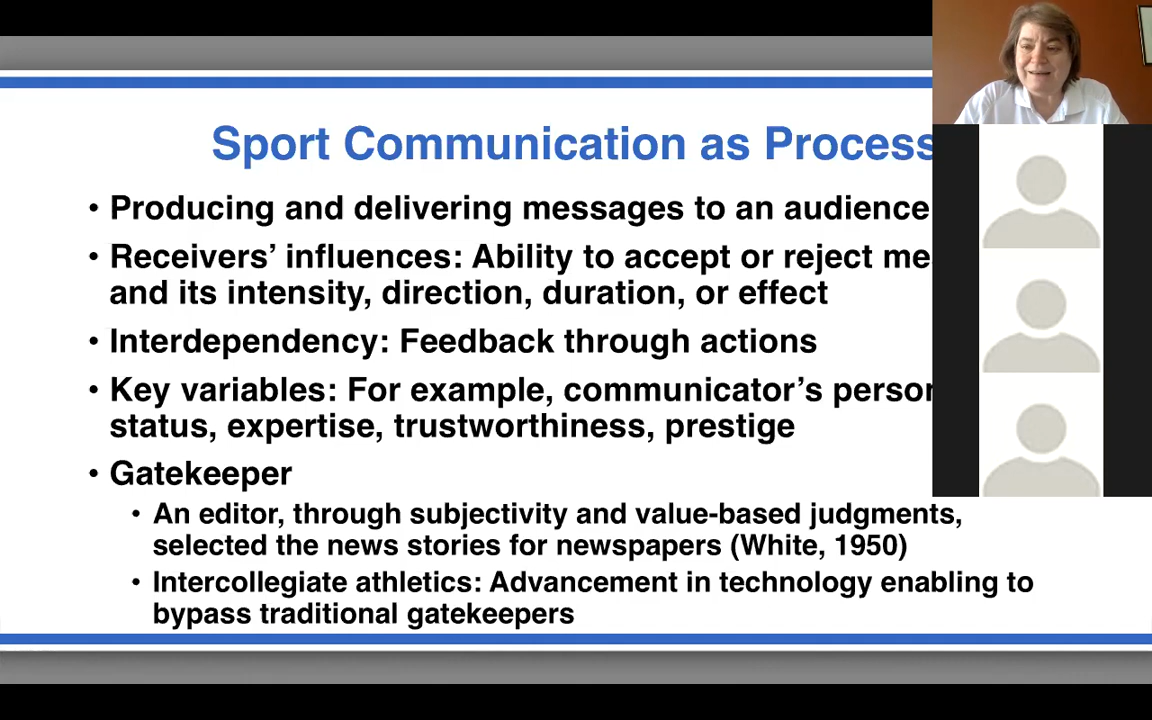 Sport Communication as Process
• Producing and delivering messages to an audience
• Receivers’ influences: Ability to accept or reject
and its intensity, direction, duration, or effect
• Interdependency: Feedback through actions
• Key variables: For example, communicator’s
status, expertise, trustworthiness, prestige
• Gatekeeper
• An editor, through subjectivity and value-based judgments,
selected the news stories for newspapers (White, 1950)
• Intercollegiate athletics: Advancement in technology enabling to
bypass traditional gatekeepers